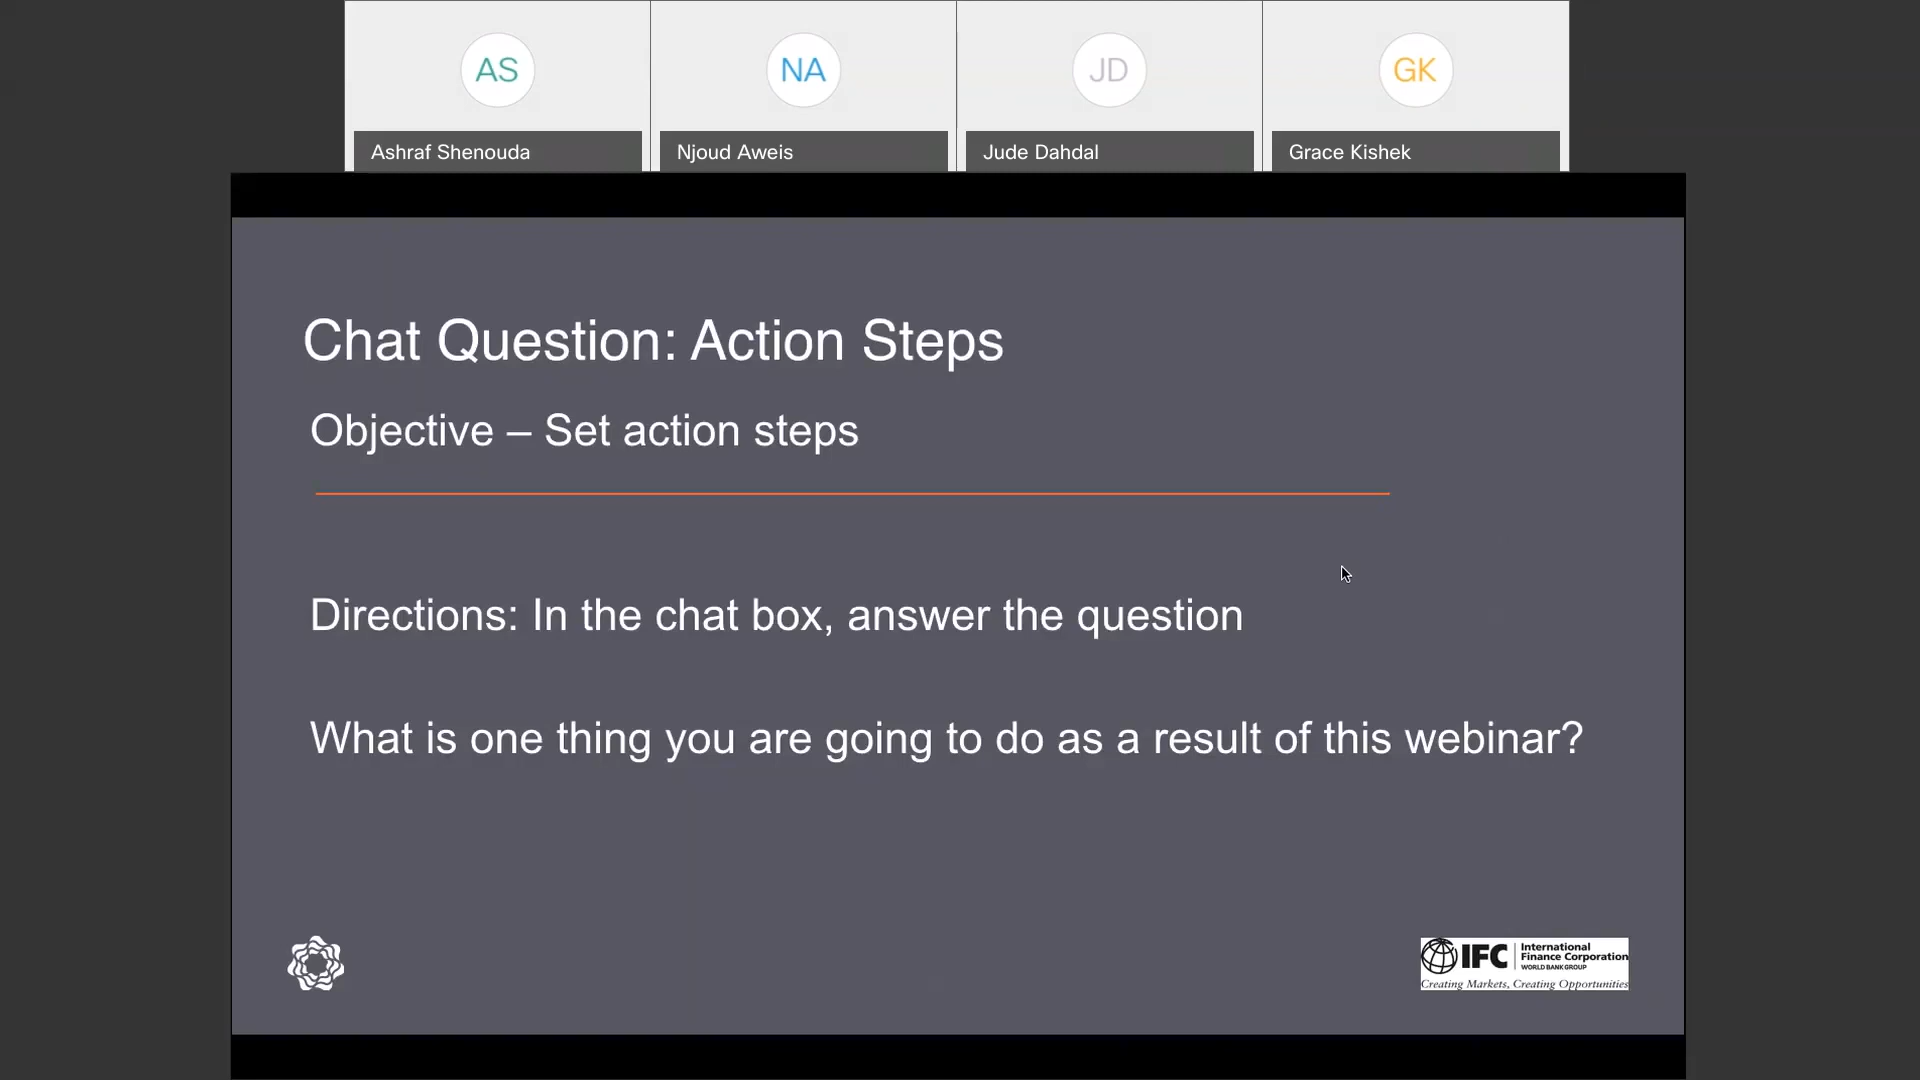 AS
NA
JD
GK
Ashraf Shenouda
Njoud Aweis
Jude Dahdal
Grace Kishek
Chat Question: Action Steps
Objective – Set action steps
Directions: In the chat box, answer the question
What is one thing you are going to do as a result of this webinar?
IFC
International
Finance Corporation
WORLD BANK GROUP
Creating Markets, Creating Opportunities